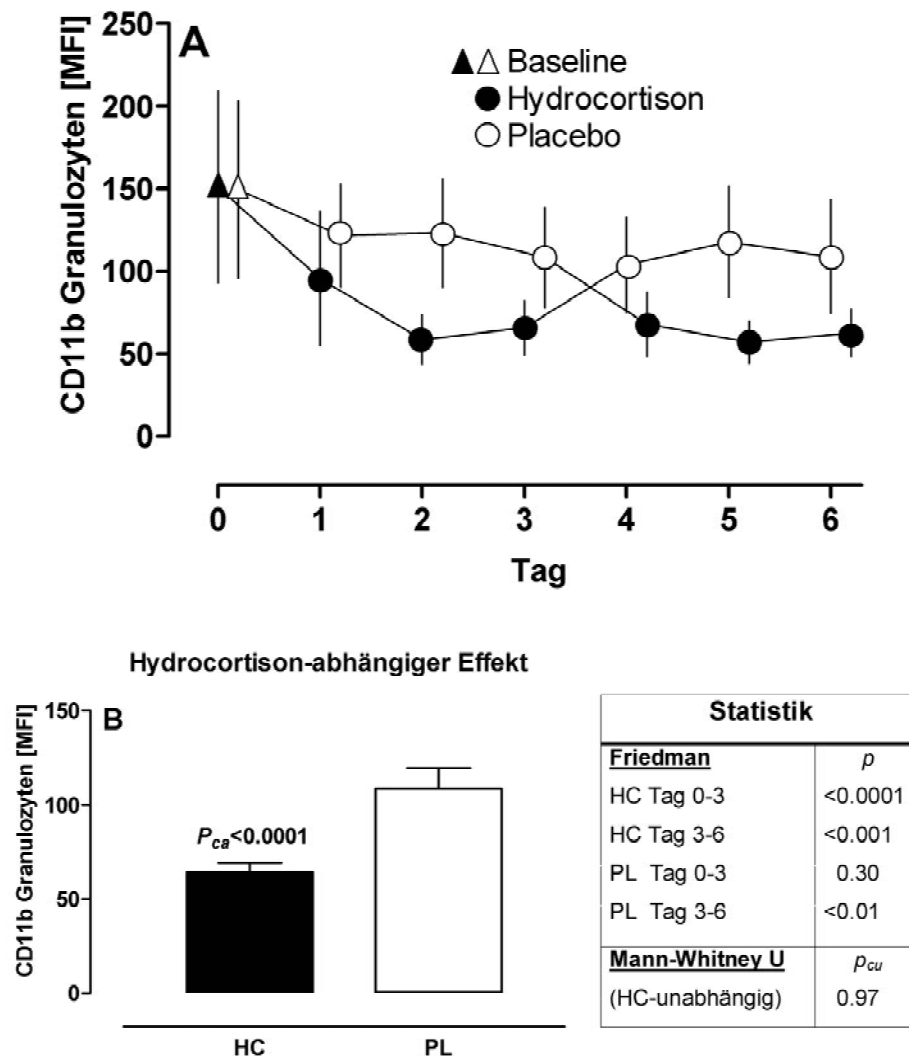 250
A
▲△ Baseline
● Hydrocortison
○ Placebo
200
150
100
50
0
CD11b Granulozyten [MFI]
0 1 2 3 4 5 6
Tag
Hydrocortison-abhängiger Effekt
B
150
100
50
0
CD11b Granulozyten [MFI]
Pca<0.0001
HC PL
Statistik
Friedman p
HC Tag 0-3 <0.0001
HC Tag 3-6 <0.001
PL Tag 0-3 0.30
PL Tag 3-6 <0.01
Mann-Whitney U pcu
(HC-unabhängig) 0.97